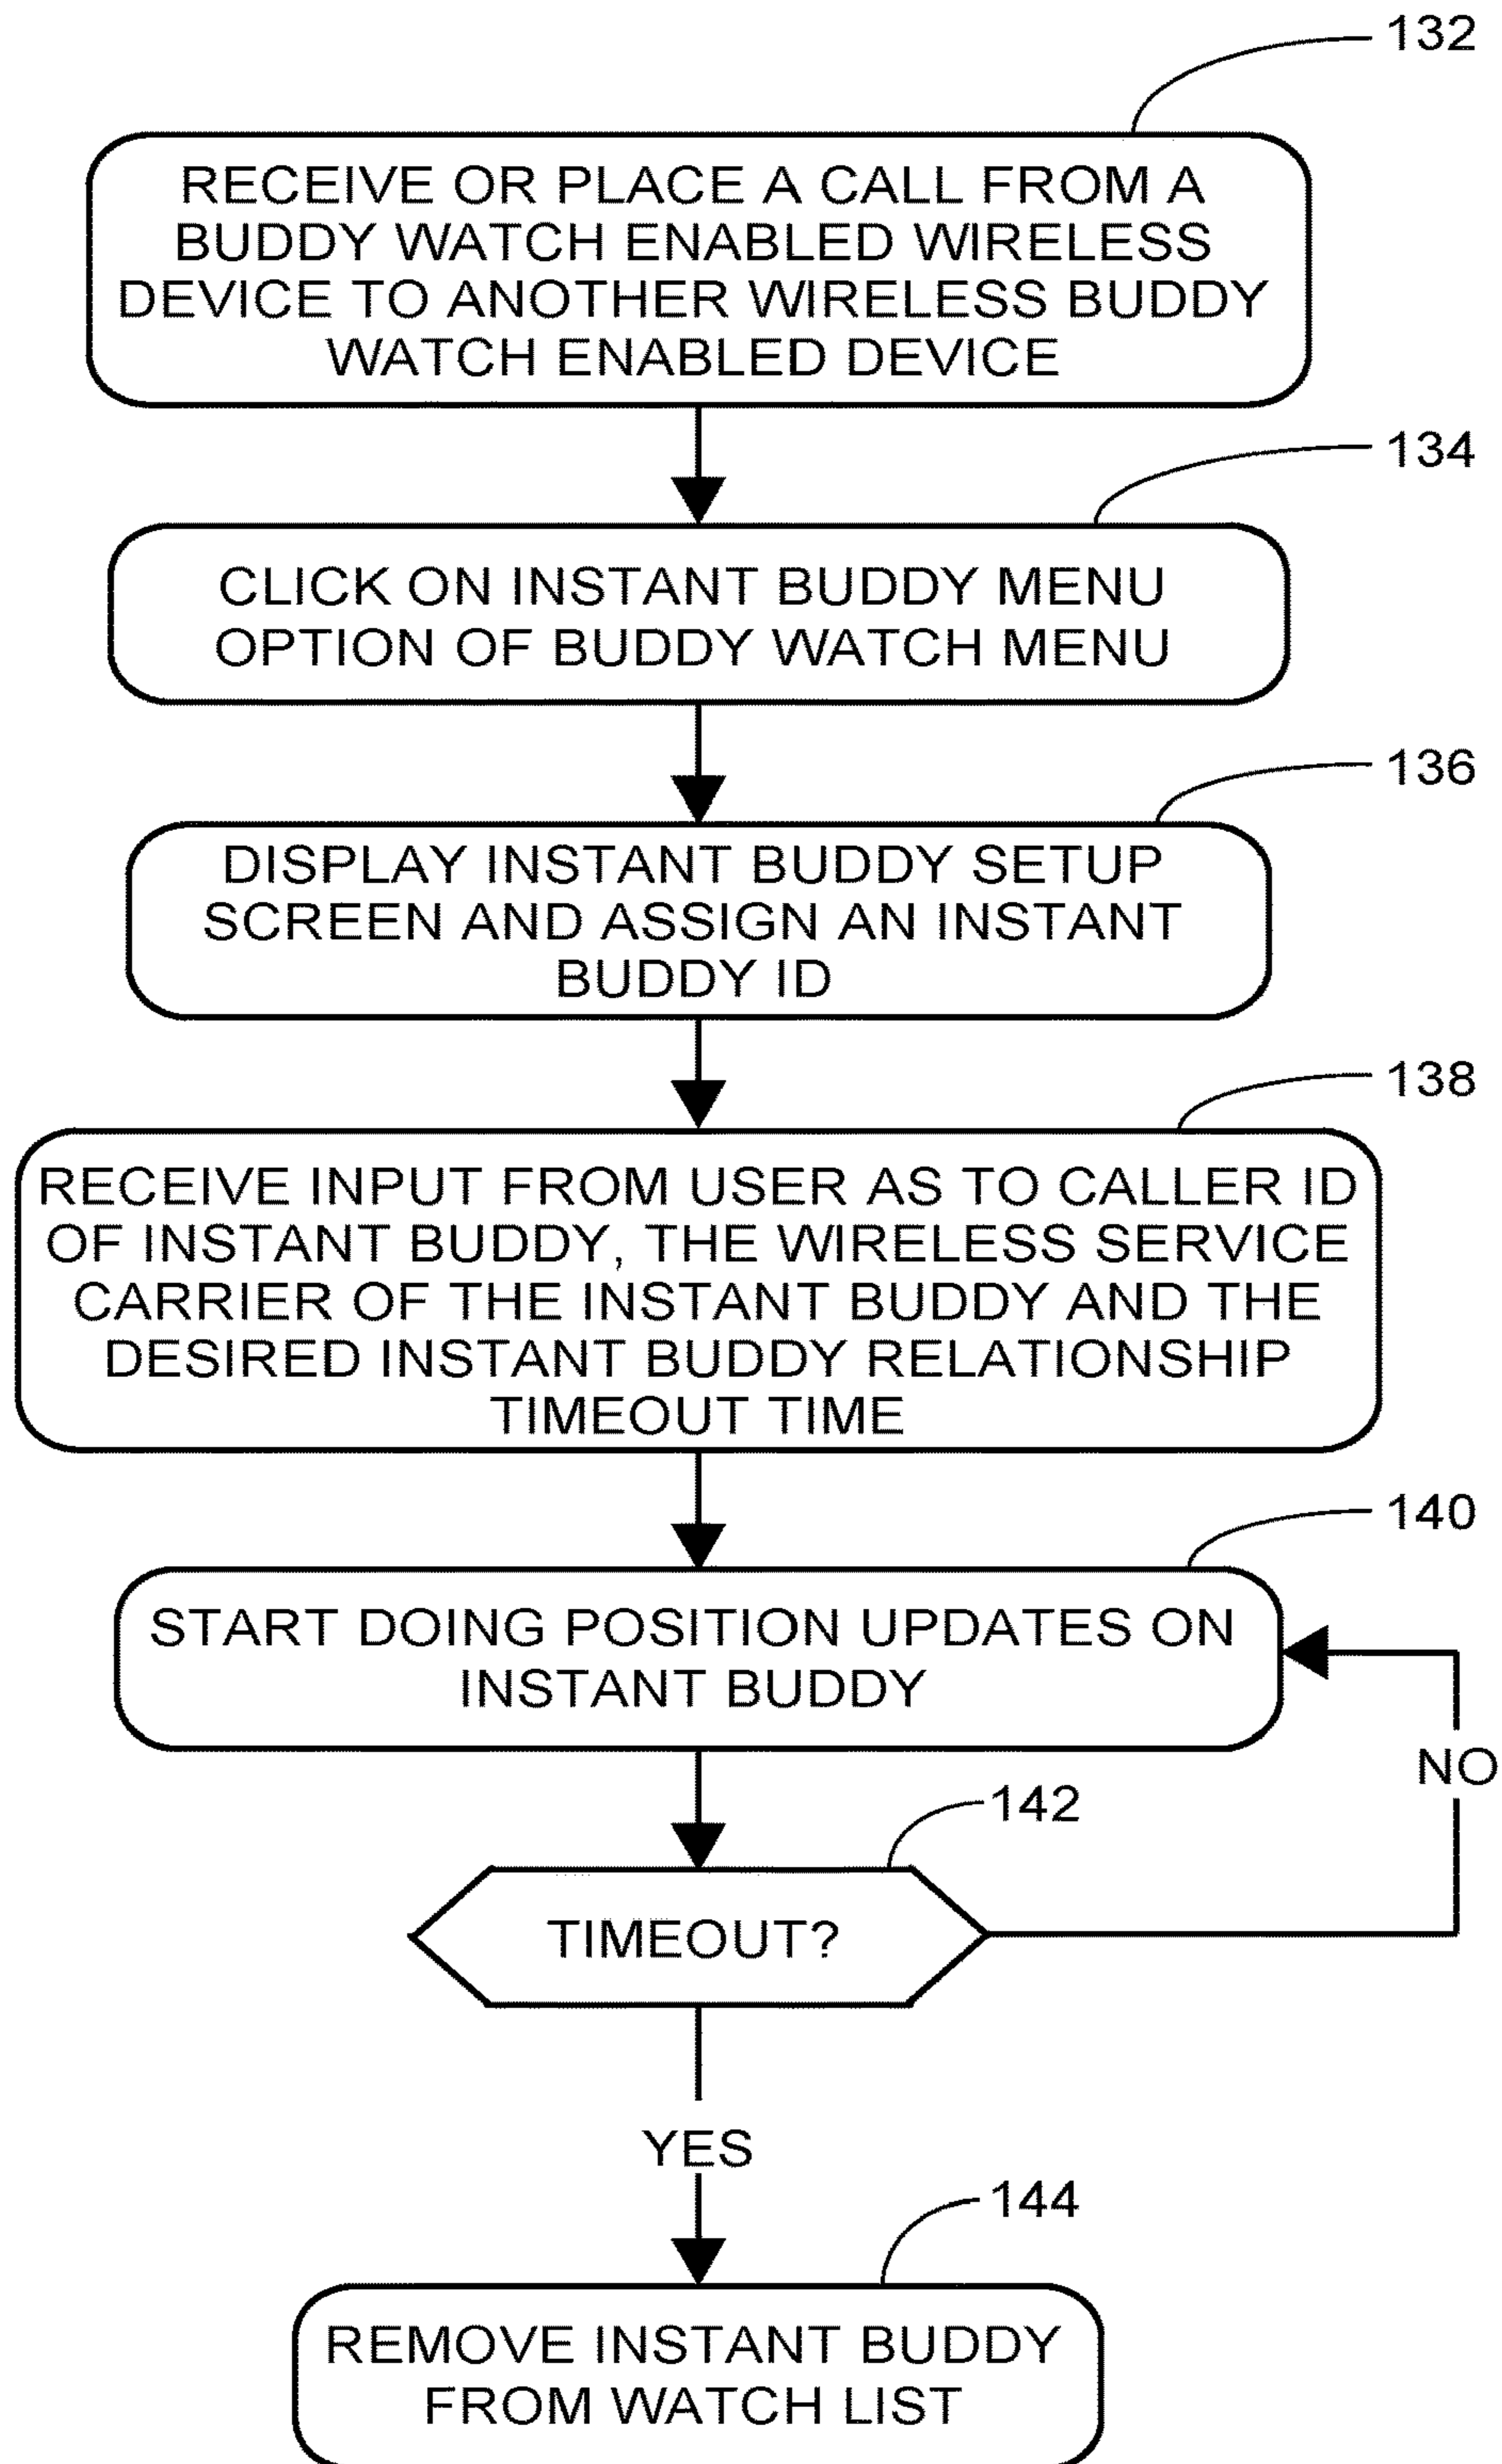 132
RECEIVE OR PLACE A CALL FROM A
BUDDY WATCH ENABLED WIRELESS
DEVICE TO ANOTHER WIRELESS BUDDY
WATCH ENABLED DEVICE
134
CLICK ON INSTANT BUDDY MENU
OPTION OF BUDDY WATCH MENU
136
DISPLAY INSTANT BUDDY SETUP
SCREEN AND ASSIGN AN INSTANT
BUDDY ID
138
RECEIVE INPUT FROM USER AS TO CALLER ID
OF INSTANT BUDDY, THE WIRELESS SERVICE
CARRIER OF THE INSTANT BUDDY AND THE
DESIRED INSTANT BUDDY RELATIONSHIP
TIMEOUT TIME
140
START DOING POSITION UPDATES ON
INSTANT BUDDY
NO
142
TIMEOUT?
YES
144
REMOVE INSTANT BUDDY
FROM WATCH LIST